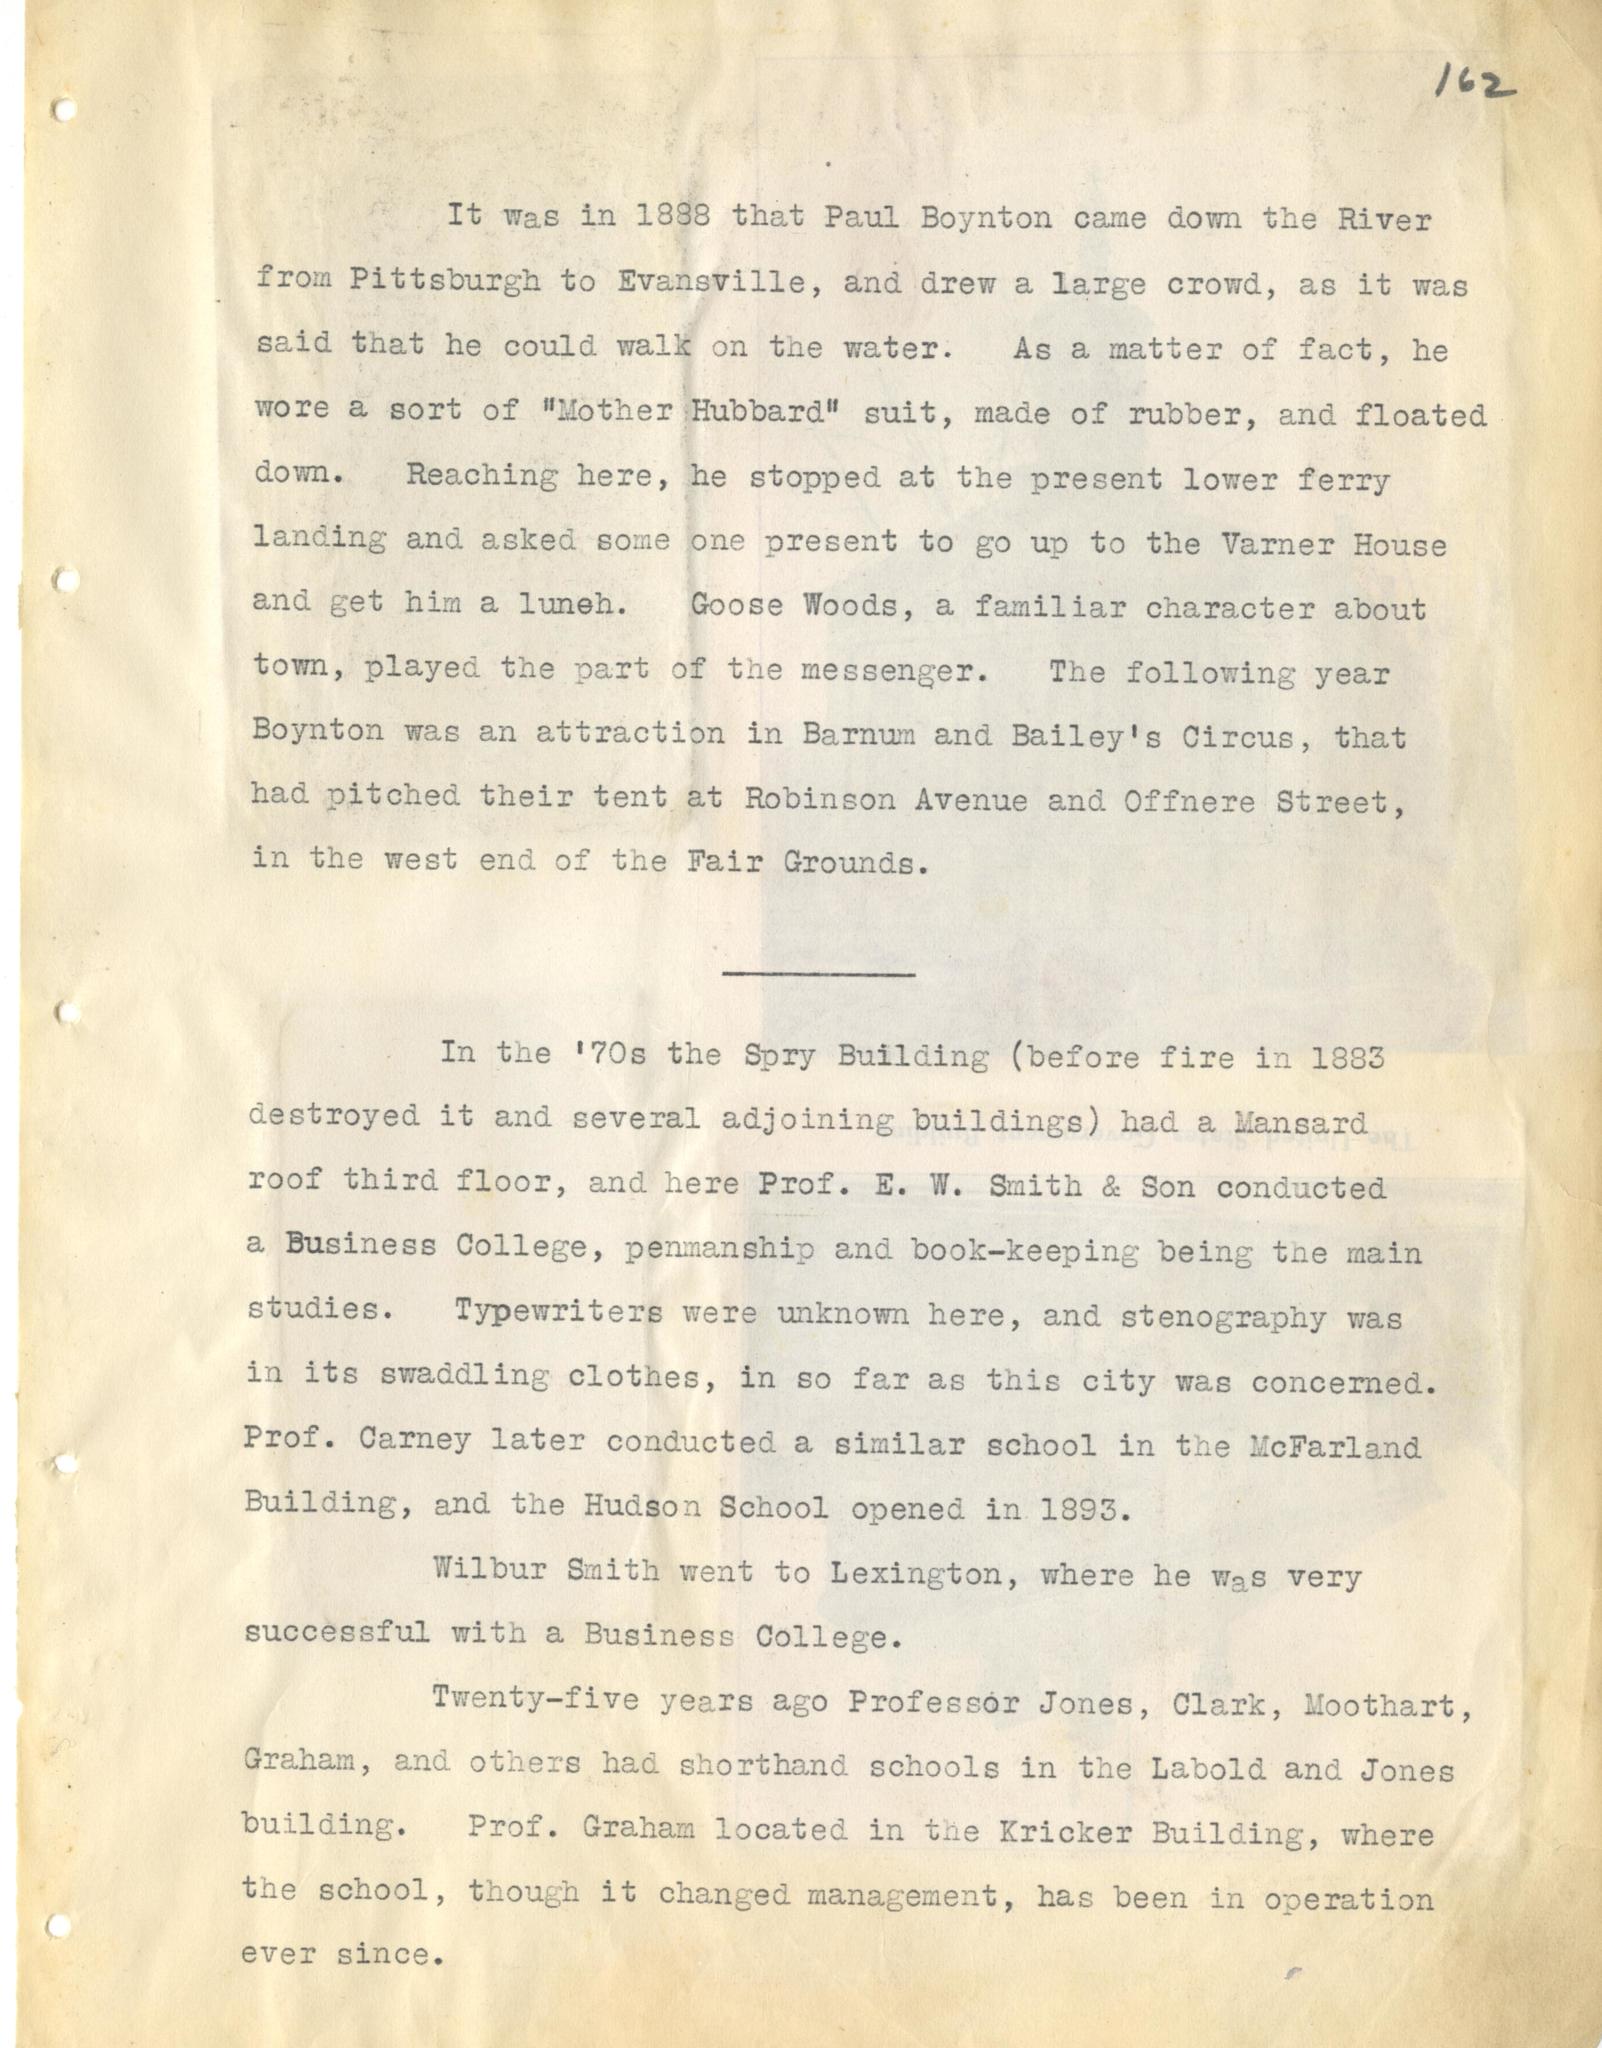 162
It was in 1888 that Paul Boynton came down the River
from Pittsburgh to Evansville, and drew a large crowd, as it was
said that he could walk on the water. As a matter of fact, he
wore a sort of "Mother Hubbard" suit, made of rubber, and floated
down. Reaching here, he stopped at the present lower ferry
landing and asked some one present to go up to the Varner House
and get him a lunch. Goose Woods, a familiar character about
town, played the part of the messenger. The following year
Boynton was an attraction in Barnum and Bailey's Circus, that
had pitched their tent at Robinson Avenue and Offnere Street,
in the west end of the Fair Grounds.
In the '70s the Spry Building (before fire in 1883
destroyed it and several adjoining buildings) had a Mansard
roof third floor, and here Prof. E. W. Smith & Son conducted
a Business College, penmanship and book-keeping being the main
studies. Typewriters were unknown here, and stenography was
in its swaddling clothes, in so far as this city was concerned.
Prof. Carney later conducted a similar school in the McFarland
Building, and the Hudson School opened in 1893.
Wilbur Smith went to Lexington, where he was very
successful with a Business College.
Twenty-five years ago Professor Jones, Clark, Moothart,
Graham, and others had shorthand schools in the Labold and Jones
building. Prof. Graham located in the Kricker Building, where
the school, though it changed management, has been in operation
ever since.